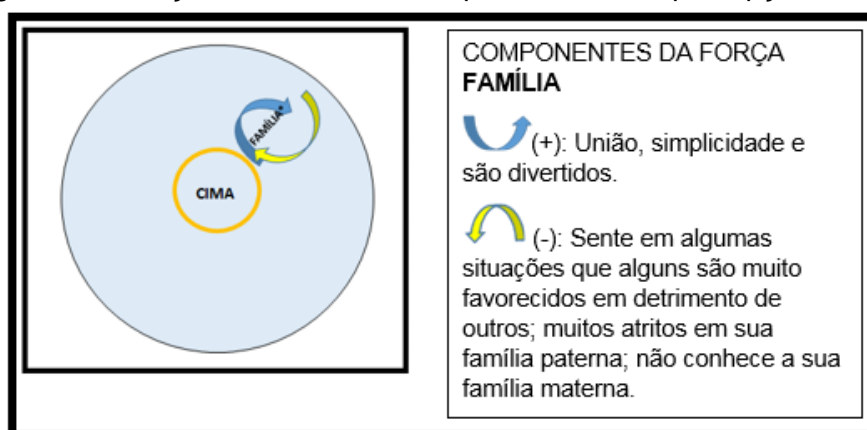 FAMÍLIA*
CIMA
COMPONENTES DA FORÇA
FAMÍLIA
(+): União, simplicidade e
são divertidos.
(-): Sente em algumas
situações que alguns são muito
favorecidos em detrimento de
outros; muitos atritos em sua
família paterna; não conhece a sua
família materna.